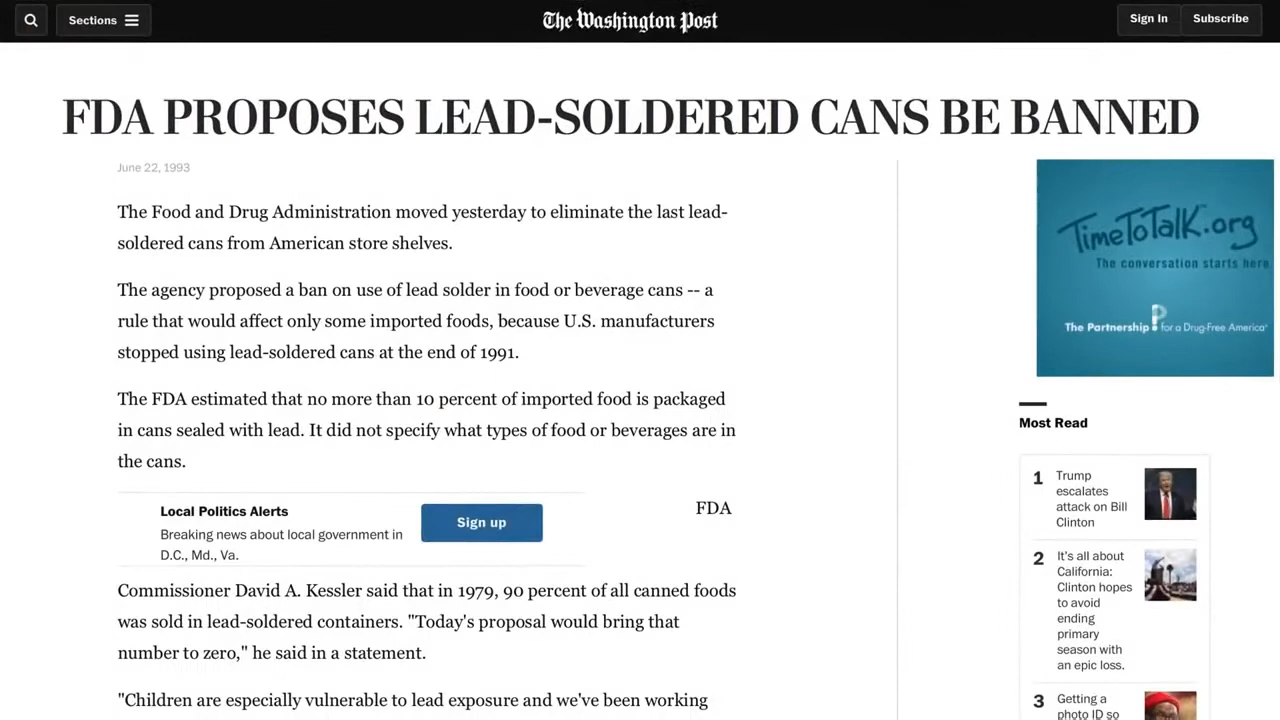 Sections
The Washington Post
Sign In
Subscribe
FDA PROPOSES LEAD-SOLDERED CANS BE BANNED
June 22, 1993
The Food and Drug Administration moved yesterday to eliminate the last lead-
soldered cans from American store shelves.
The agency proposed a ban on use of lead solder in food or beverage cans -- a
rule that would affect only some imported foods, because U.S. manufacturers
stopped using lead-soldered cans at the end of 1991.
The FDA estimated that no more than 10 percent of imported food is packaged
in cans sealed with lead. It did not specify what types of food or beverages are in
the cans.
Local Politics Alerts
Breaking news about local government in
D.C., Md., Va.
Sign up
FDA
Commissioner David A. Kessler said that in 1979, 90 percent of all canned foods
was sold in lead-soldered containers. "Today's proposal would bring that
number to zero," he said in a statement.
"Children are especially vulnerable to lead exposure and we've been working
TimeToTalk.org
The conversation starts here
The Partnership for a Drug-Free America
Most Read
1
Trump
escalates
attack on Bill
Clinton
2
It's all about
California:
Clinton hopes
to avoid
ending
primary
season with
an epic loss.
3
Getting a
photo ID so